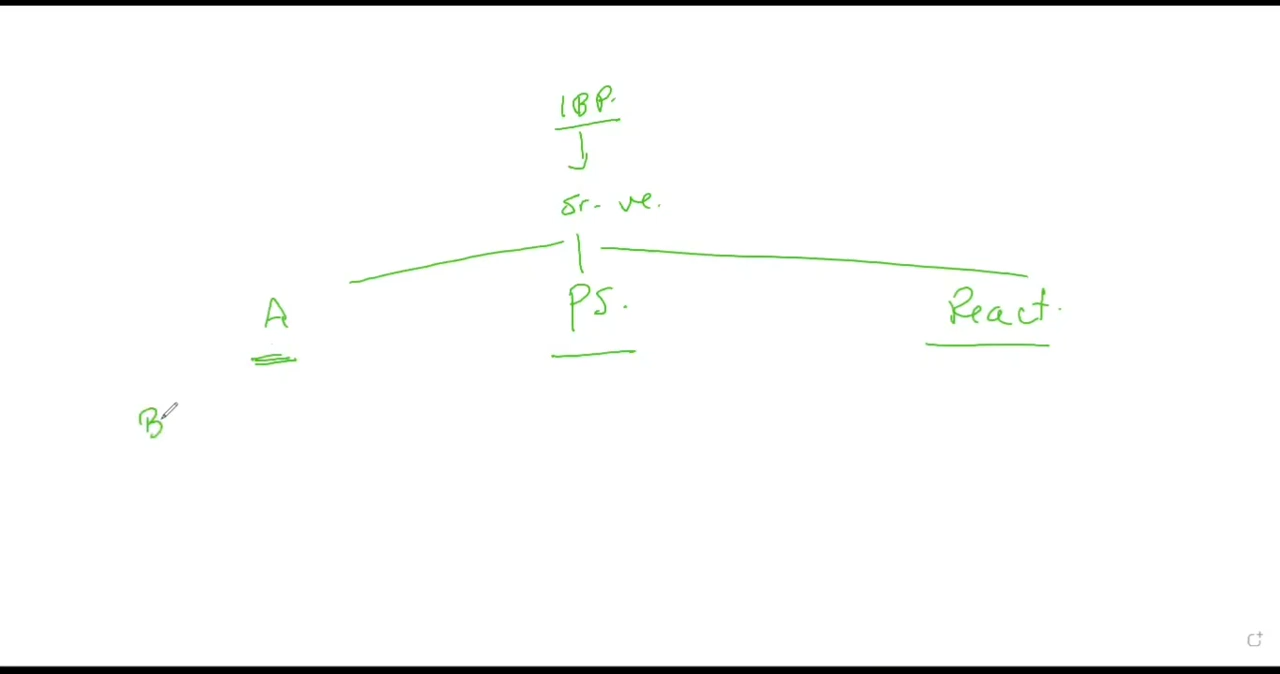 IBP.
Sr- ve.
A PS. React.
B